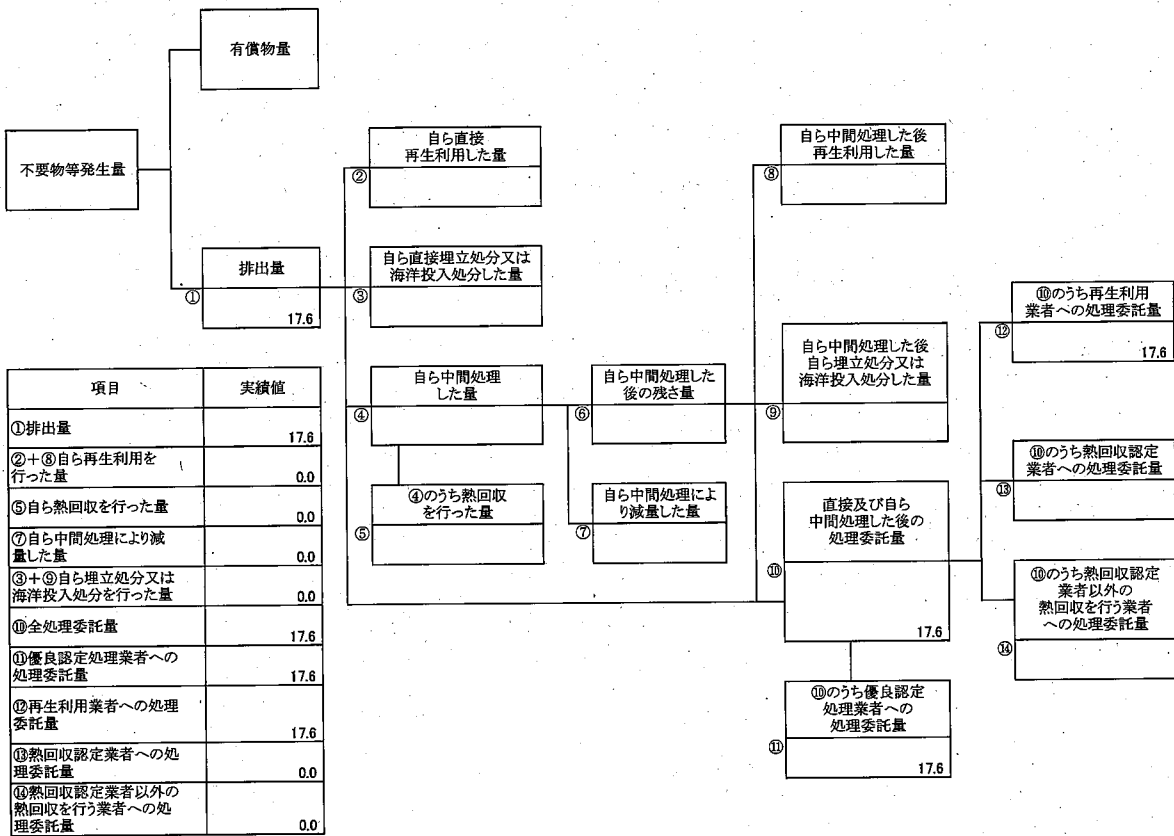 有償物量
不要物等発生量
排出量
①
17.6
自ら直接
再生利用した量
②
自ら直接埋立処分又は
海洋投入処分した量
③
自ら中間処理
した量
④
④のうち熱回収
を行った量
⑤
自ら中間処理した
後の残さ量
⑥
自ら中間処理によ
り減量した量
⑦
自ら中間処理した後
再生利用した量
⑧
自ら中間処理した後
自ら埋立処分又は
海洋投入処分した量
⑨
直接及び自ら
中間処理した後の
処理委託量
⑩
17.6
⑩のうち優良認定
処理業者への
処理委託量
⑪
17.6
⑩のうち再生利用
業者への処理委託量
⑫
17.6
⑩のうち熱回収認定
業者への処理委託量
⑬
⑩のうち熱回収認定
業者以外の
熱回収を行う業者
への処理委託量
⑭
項目 実績値
①排出量 17.6
②+⑧自ら再生利用を
行った量 0.0
⑤自ら熱回収を行った量 0.0
⑦自ら中間処理により減
量した量 0.0
③+⑨自ら埋立処分又は
海洋投入処分を行った量 0.0
⑩全処理委託量 17.6
⑪優良認定処理業者への
処理委託量 17.6
⑫再生利用業者への処理
委託量 17.6
⑬熱回収認定業者への処
理委託量 0.0
⑭熱回収認定業者以外の
熱回収を行う業者への処
理委託量 0.0